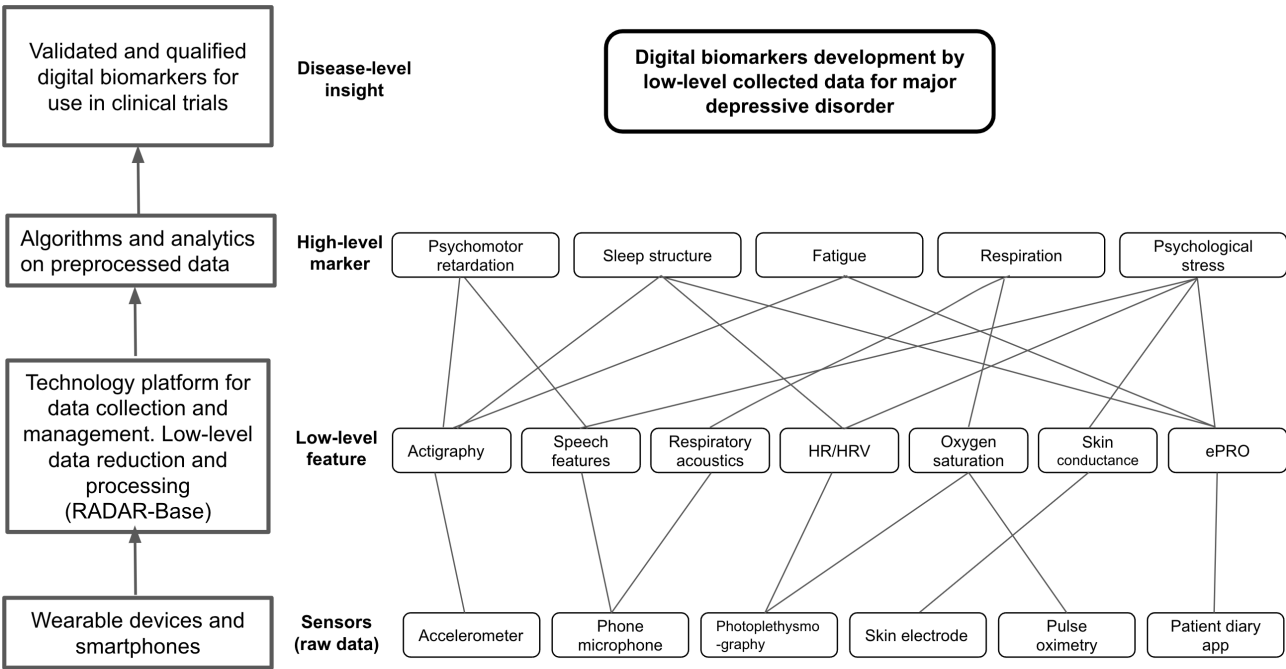 Validated and qualified
digital biomarkers for
use in clinical trials
Disease-level
insight
Digital biomarkers development by
low-level collected data for major
depressive disorder
Algorithms and analytics
on preprocessed data
High-level
marker
Psychomotor
retardation
Sleep structure
Fatigue
Respiration
Psychological
stress
Technology platform for
data collection and
management. Low-level
data reduction and
processing
(RADAR-Base)
Low-level
feature
Actigraphy
Speech
features
Respiratory
acoustics
HR/HRV
Oxygen
saturation
Skin
conductance
ePRO
Wearable devices and
smartphones
Sensors
(raw data)
Accelerometer
Phone
microphone
Photoplethysmo
-graphy
Skin electrode
Pulse
oximetry
Patient diary
app